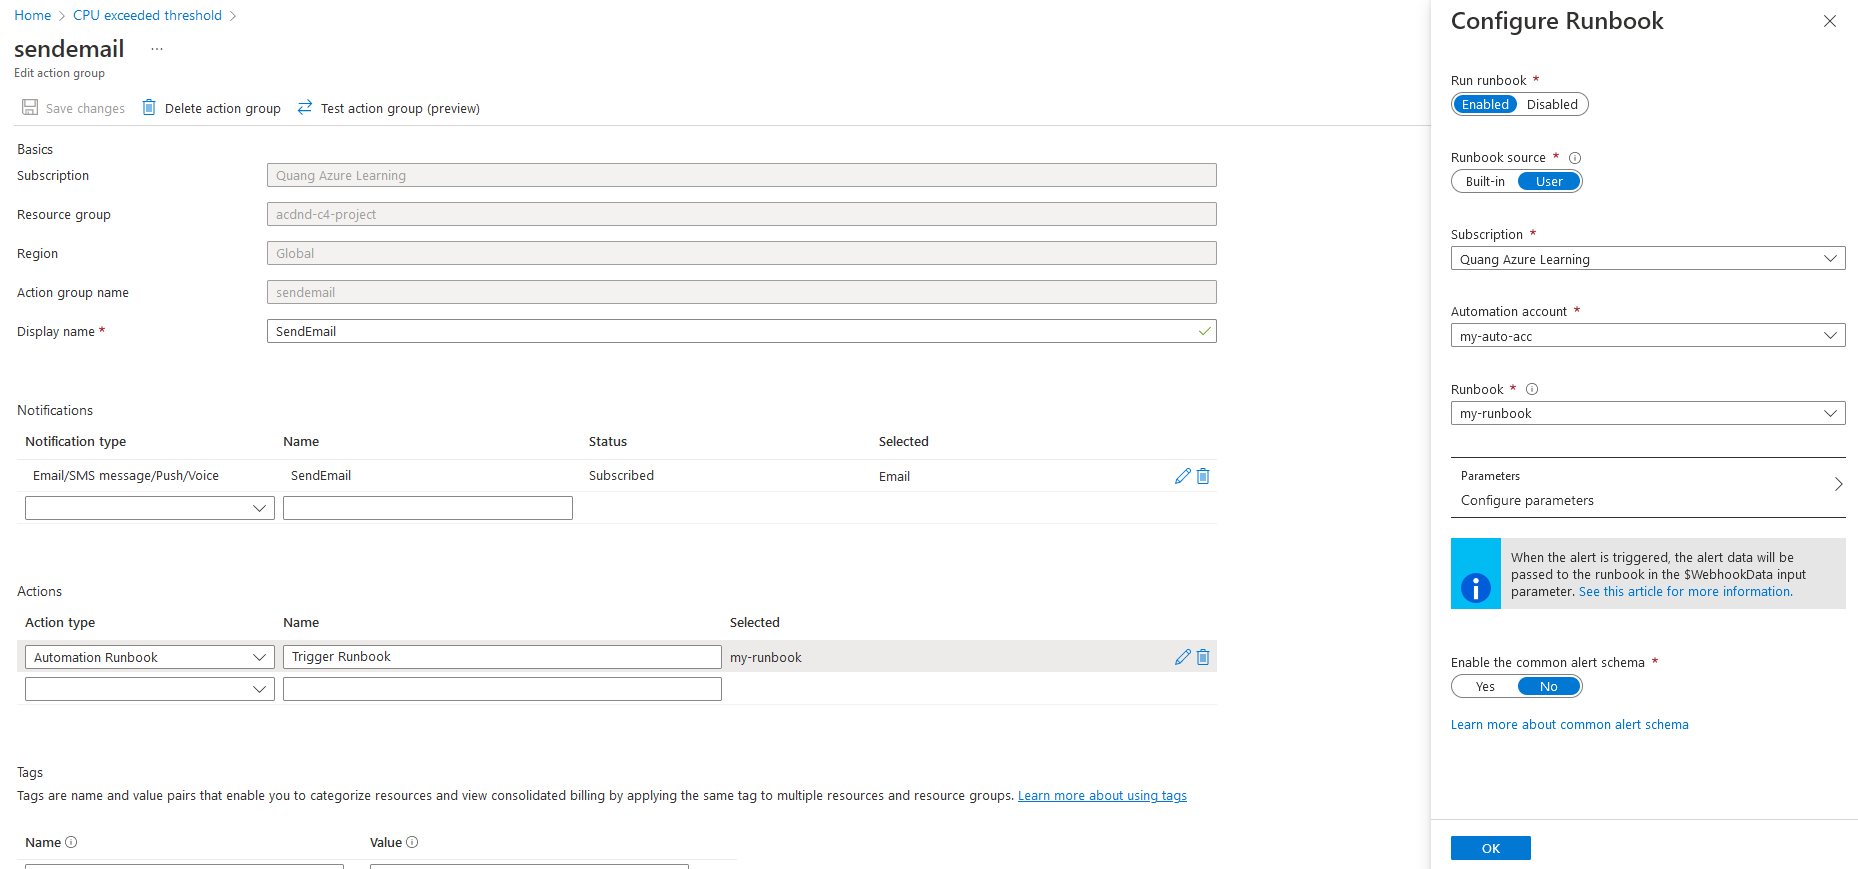 Home > CPU exceeded threshold >
sendemail ...
Edit action group
Save changes Delete action group Test action group (preview)
Basics
Subscription Quang Azure Learning
Resource group acdnd-c4-project
Region Global
Action group name sendemail
Display name * SendEmail
Notifications
Notification type Name Status Selected
Email/SMS message/Push/Voice SendEmail Subscribed Email
Actions
Action type Name Selected
Automation Runbook Trigger Runbook my-runbook
Tags
Tags are name and value pairs that enable you to categorize resources and view consolidated billing by applying the same tag to multiple resources and resource groups. Learn more about using tags
Name Value
Configure Runbook
Run runbook *
Enabled Disabled
Runbook source *
Built-in User
Subscription *
Quang Azure Learning
Automation account *
my-auto-acc
Runbook *
my-runbook
Parameters
Configure parameters
When the alert is triggered, the alert data will be
passed to the runbook in the $WebhookData input
parameter. See this article for more information.
Enable the common alert schema *
Yes No
Learn more about common alert schema
OK